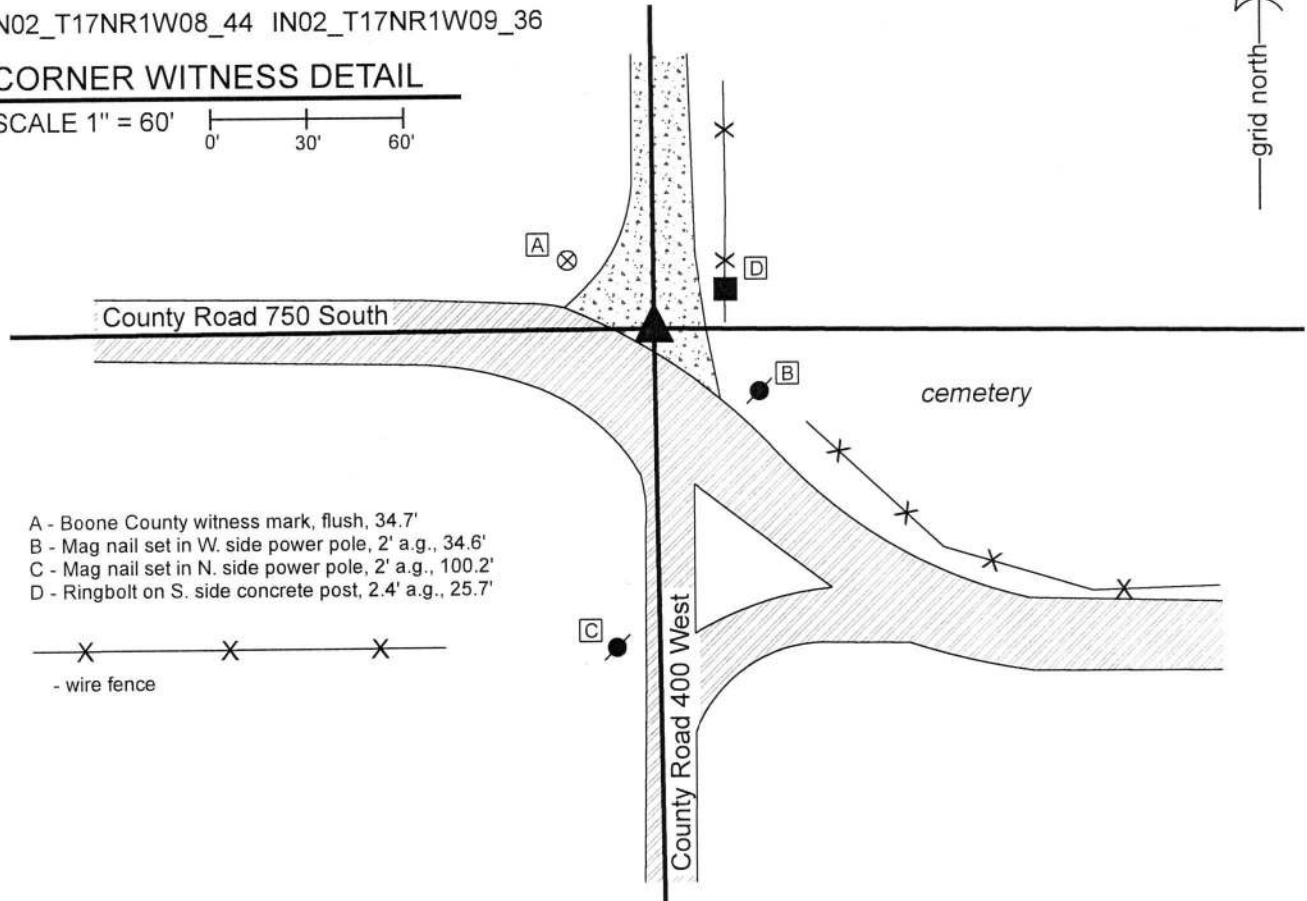 N02_T17NR1W08_44 IN02_T17NR1W09_36
CORNER WITNESS DETAIL
SCALE 1" = 60'
0' 30' 60'
grid north
A
D
County Road 750 South
B
cemetery
A - Boone County witness mark, flush, 34.7'
B - Mag nail set in W. side power pole, 2' a.g., 34.6'
C - Mag nail set in N. side power pole, 2' a.g., 100.2'
D - Ringbolt on S. side concrete post, 2.4' a.g., 25.7'
C
County Road 400 West
- wire fence